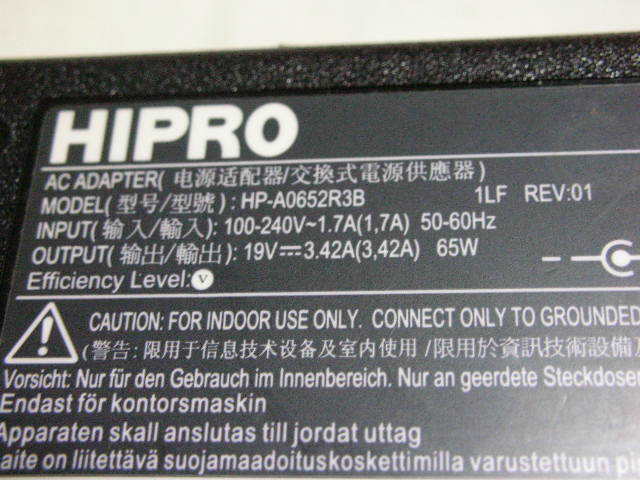 HIPRO
AC ADAPTER( 电源适配器/交換式電源供應器)
MODEL( 型号/型號) : HP-A0652R3B 1LF REV:01
INPUT( 输入/輸入): 100-240V~1.7A(1,7A) 50-60Hz
OUTPUT( 输出/輸出): 19V⎓3.42A(3,42A) 65W
Efficiency Level: V
CAUTION: FOR INDOOR USE ONLY. CONNECT ONLY TO GROUNDED
(警告: 限用于信息技术设备及室内使用 /限用於資訊技術設備
Vorsicht: Nur für den Gebrauch im Innenbereich. Nur an geerdete Steckdosen
Endast för kontorsmaskin
Apparaten skall anslutas till jordat uttag
aite on liitettävä suojamaadoituskoskettimilla varustettuun